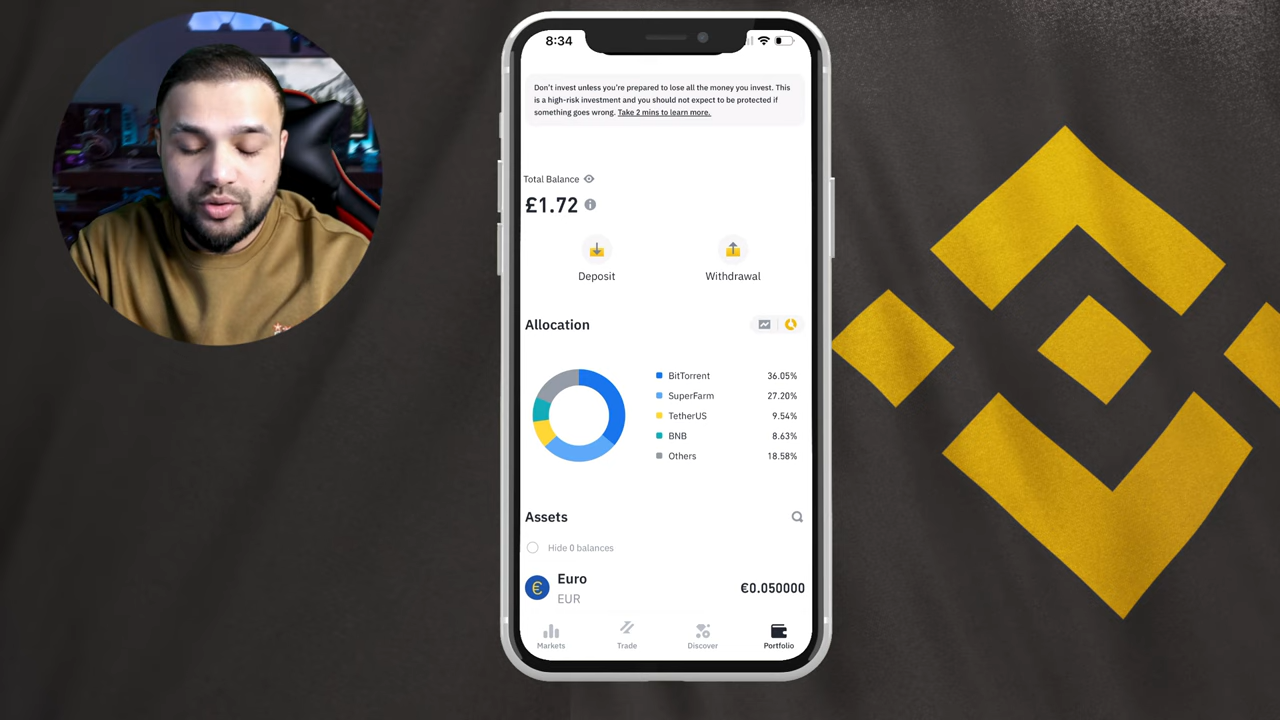 8:34
Don't invest unless you're prepared to lose all the money you invest. This
is a high-risk investment and you should not expect to be protected if
something goes wrong. Take 2 mins to learn more.
Total Balance
£1.72
Deposit
Withdrawal
Allocation
BitTorrent 36.05%
SuperFarm 27.20%
TetherUS 9.54%
BNB 8.63%
Others 18.58%
Assets
Hide 0 balances
Euro
EUR
€0.050000
Markets
Trade
Discover
Portfolio